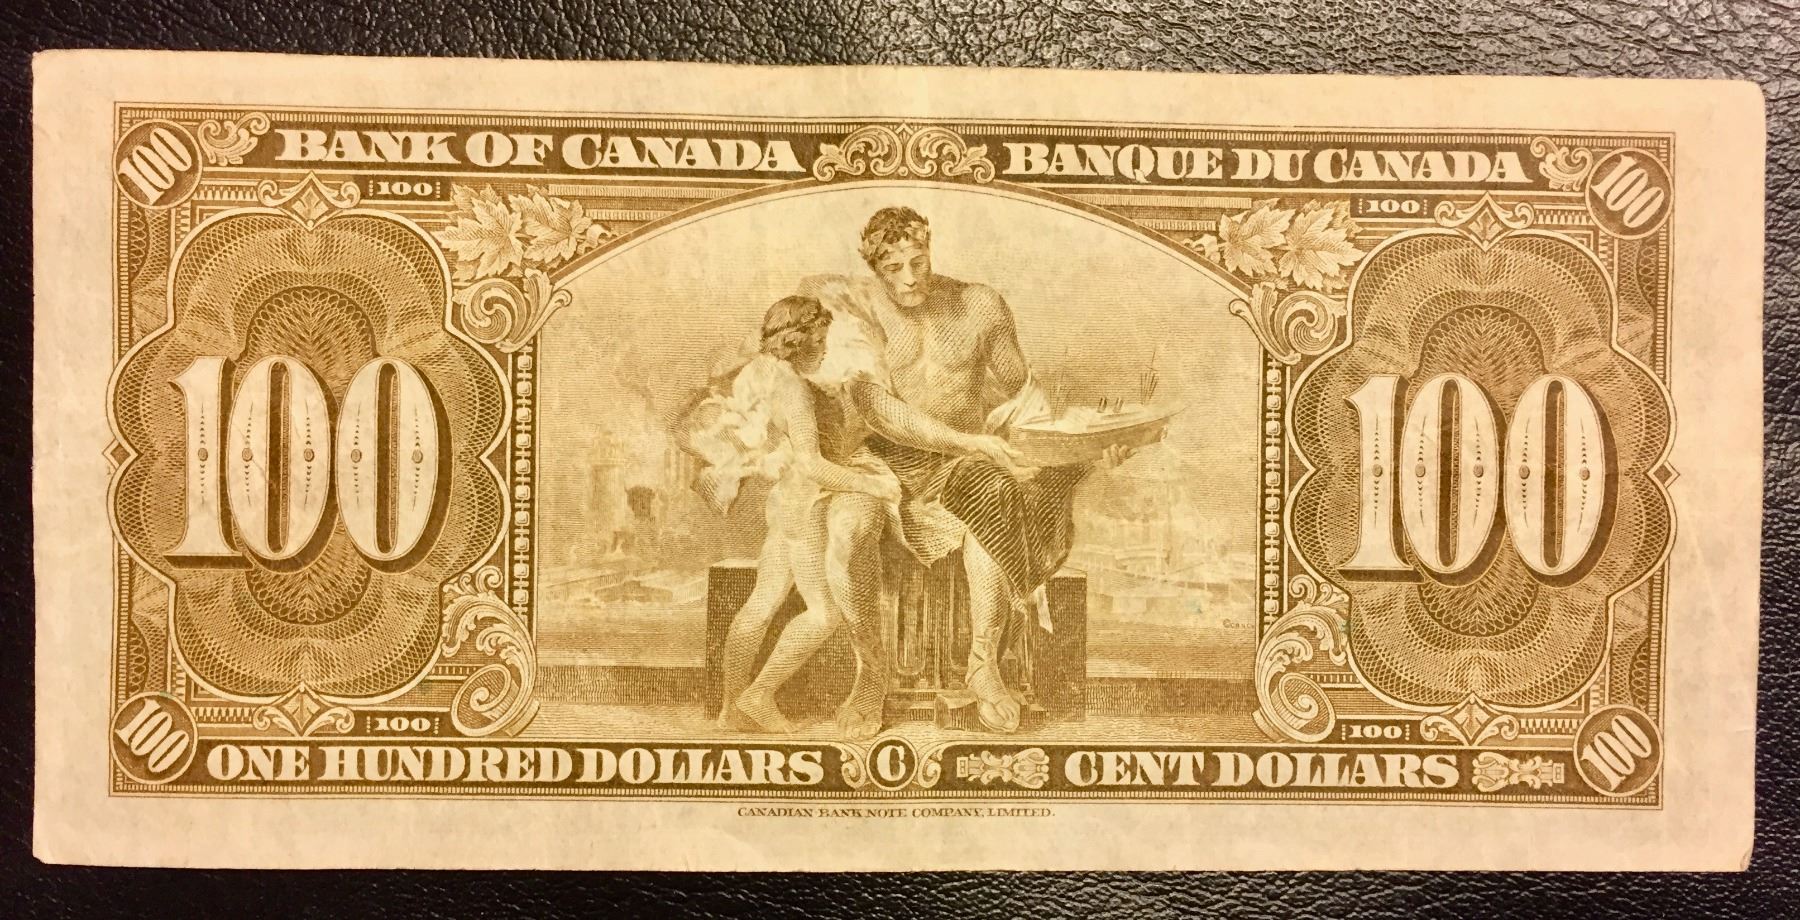 BANK OF CANADA BANQUE DU CANADA
100 100
100 100
100 100
100 100
100 100
ONE HUNDRED DOLLARS C CENT DOLLARS
CANADIAN BANK NOTE COMPANY, LIMITED.